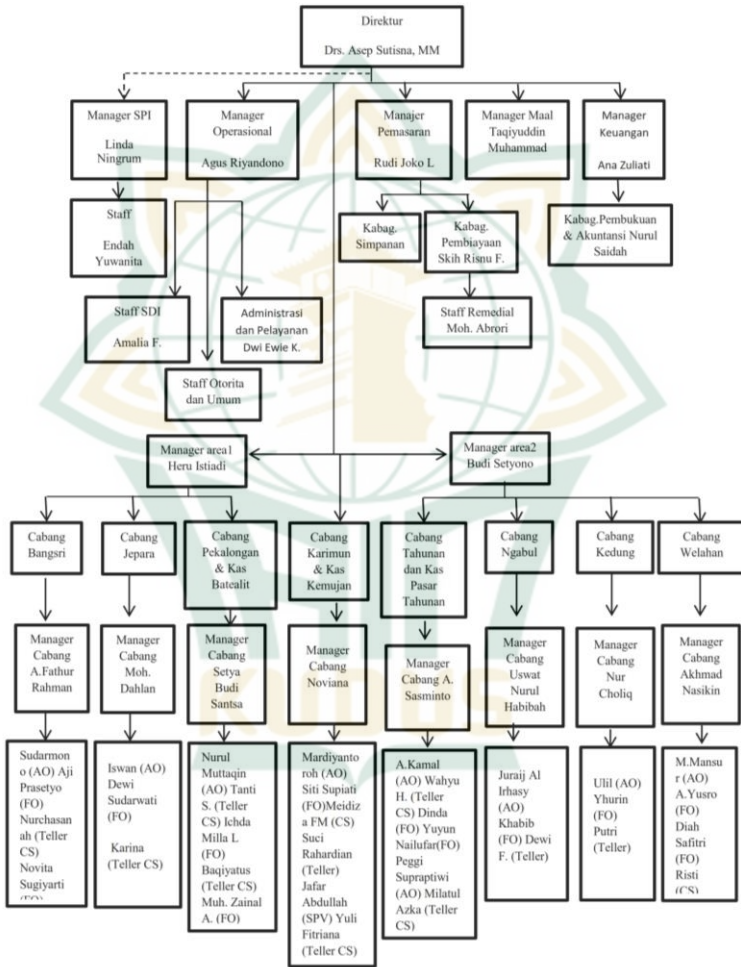 Direktur
Drs. Asep Sutisna, MM
Manager SPI
Linda
Ningrum
Manager
Operasional
Agus Riyandono
Manajer
Pemasaran
Rudi Joko L
Manager Maal
Taqiyuddin
Muhammad
Manager
Keuangan
Ana Zuliati
Staff
Endah
Yuwanita
Kabag.
Simpanan
Kabag.
Pembiayaan
Skih Risnu F.
Kabag.Pembukuan
& Akuntansi Nurul
Saidah
Staff SDI
Amalia F.
Administrasi
dan Pelayanan
Dwi Ewie K.
Staff Remedial
Moh. Abrori
Staff Otorita
dan Umum
Manager area1
Heru Istiadi
Manager area2
Budi Setyono
Cabang
Bangsri
Cabang
Jepara
Cabang
Pekalongan
& Kas
Batealit
Cabang
Karimun
& Kas
Kemujan
Cabang
Tahunan
dan Kas
Pasar
Tahunan
Cabang
Ngabul
Cabang
Kedung
Cabang
Welahan
Manager
Cabang
A.Fathur
Rahman
Manager
Cabang
Moh.
Dahlan
Manager
Cabang
Setya
Budi
Santsa
Manager
Cabang
Noviana
Manager
Cabang A.
Sasminto
Manager
Cabang
Uswat
Nurul
Habibah
Manager
Cabang
Nur
Choliq
Manager
Cabang
Akhmad
Nasikin
KUDUS
Sudarmon
o (AO) Aji
Prasetyo
(FO)
Nurchasan
ah (Teller
CS)
Novita
Sugiyarti
(FO)
Iswan (AO)
Dewi
Sudarwati
(FO)
Karina
(Teller CS)
Nurul
Muttaqin
(AO) Tanti
S. (Teller
CS) Ichda
Milla L
(FO)
Baqiyatus
(Teller CS)
Muh. Zainal
A. (FO)
Mardiyanto
roh (AO)
Siti Supiati
(FO)Meidiz
a FM (CS)
Suci
Rahardian
(Teller)
Jafar
Abdullah
(SPV) Yuli
Fitriana
(Teller CS)
A.Kamal
(AO) Wahyu
H. (Teller
CS) Dinda
(FO) Yuyun
Nailufar(FO)
Peggi
Supraptiwi
(AO) Milatul
Azka (Teller
CS)
Juraij Al
Irhasy
(AO)
Khabib
(FO) Dewi
F. (Teller)
Ulil (AO)
Yhurin (FO)
Putri
(Teller)
M.Mansu
r (AO)
A.Yusro
(FO)
Diah
Safitri
(FO)
Risti
(CS)